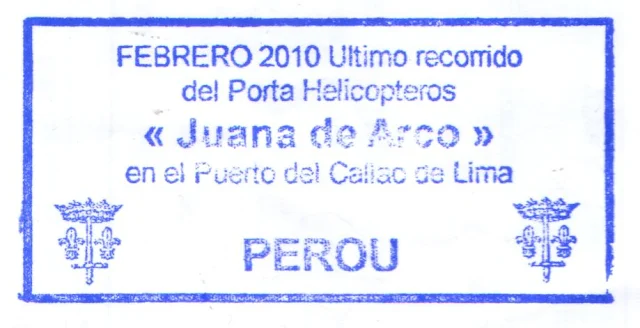 FEBRERO 2010 Ultimo recorrido
del Porta Helicopteros
« Juana de Arco »
en el Puerto del Callao de Lima
PEROU